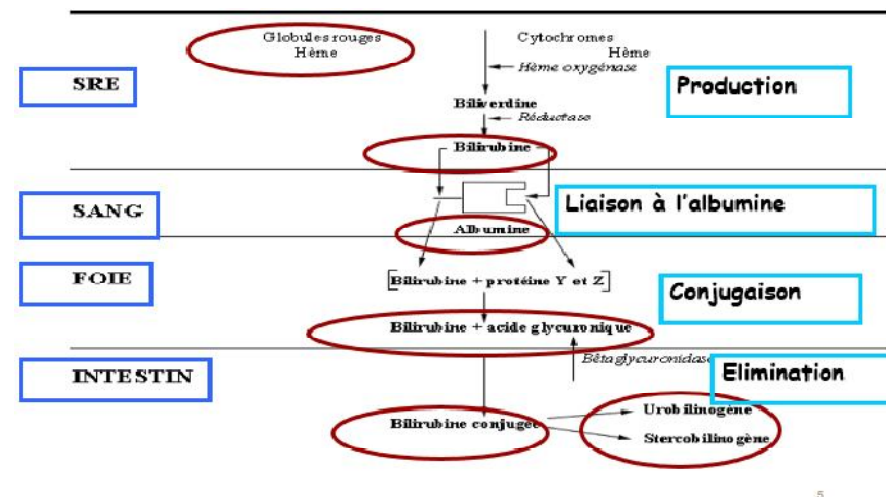 Globules rouges
Hème
Cytochromes
Hème
Hème oxygénase
SRE
Production
Biliverdine
Réductase
Bilirubine
SANG
Liaison à l'albumine
Albumine
FOIE
[Bilirubine + protéine Y et Z]
Conjugaison
Bilirubine + acide glycuronique
INTESTIN
Bêtaglycuronidase
Elimination
Bilirubine conjugée
Urobilinogène
Stercobilinogène
5